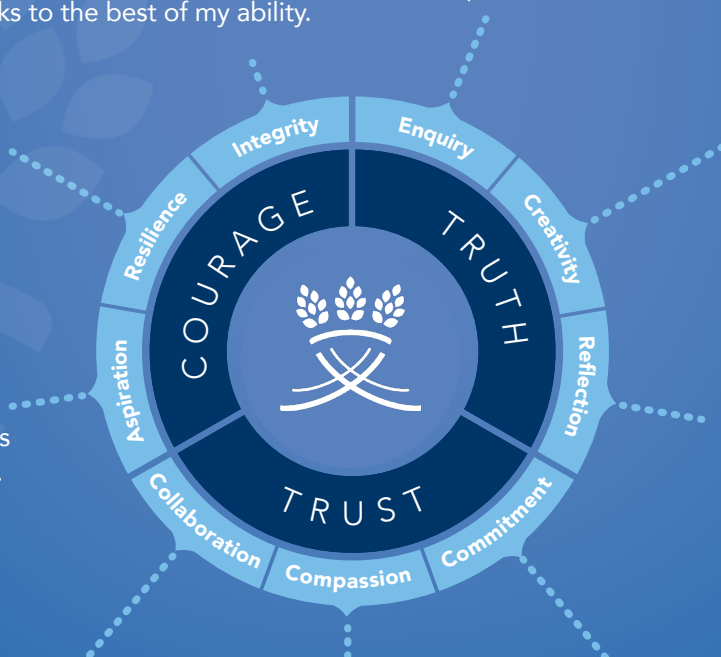 ks to the best of my ability.
Integrity
Enquiry
Resilience
Creativity
COURAGE
TRUTH
Aspiration
Reflection
s
TRUST
Collaboration
Commitment
Compassion